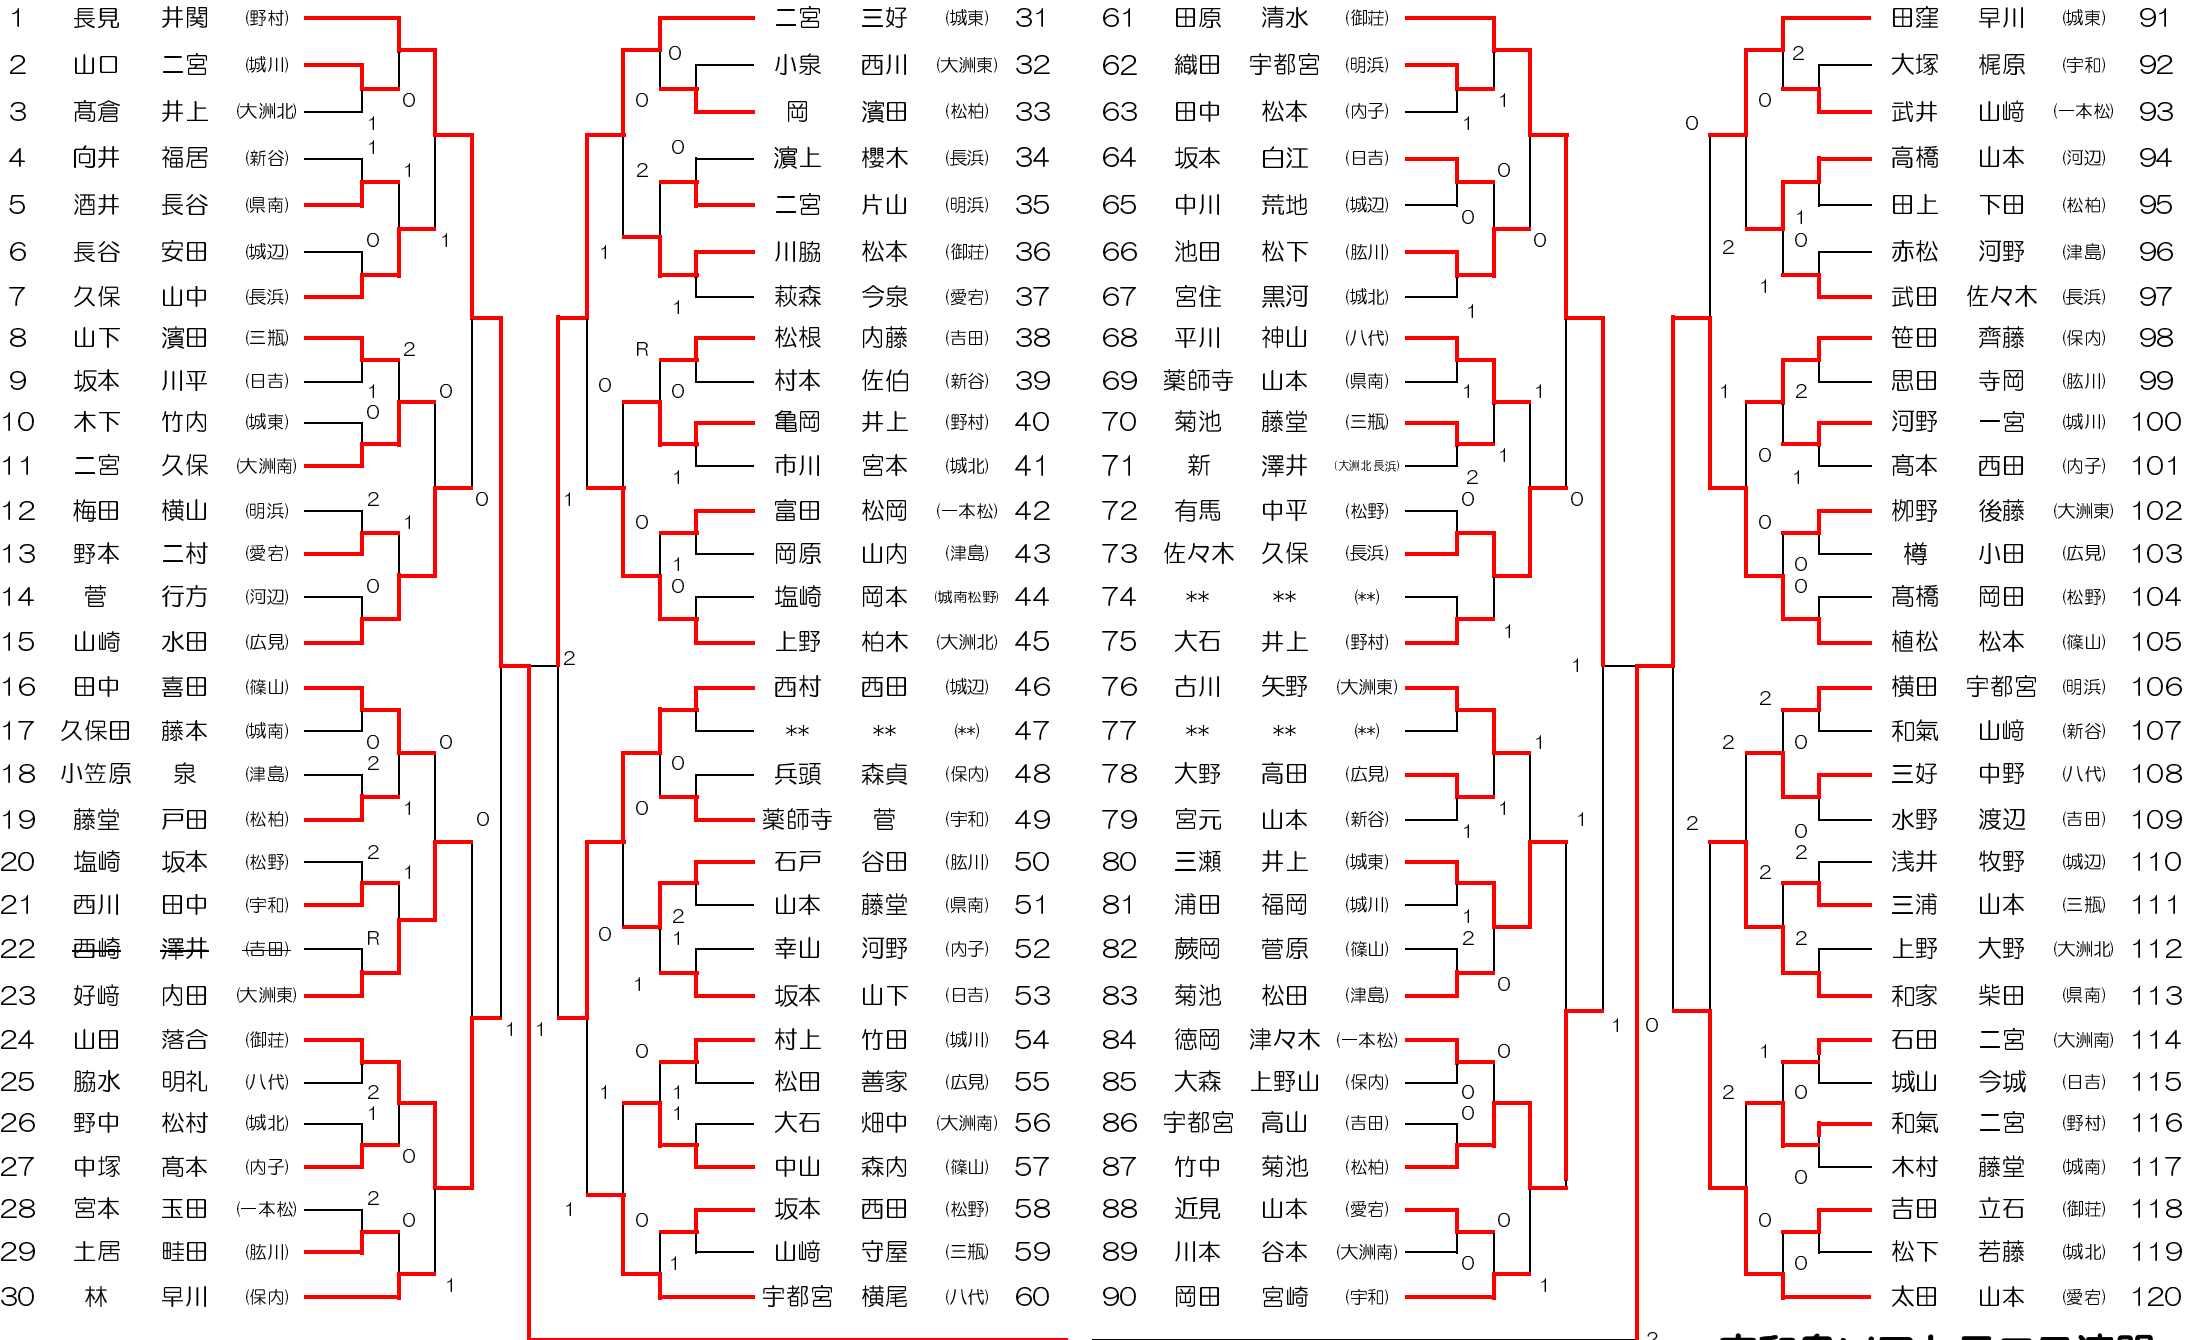 1 長見 井関 (野村)
2 山口 二宮 (城川)
3 髙倉 井上 (大洲北)
4 向井 福居 (新谷)
5 酒井 長谷 (県南)
6 長谷 安田 (城辺)
7 久保 山中 (長浜)
8 山下 濱田 (三瓶)
9 坂本 川平 (日吉)
10 木下 竹内 (城東)
11 二宮 久保 (大洲南)
12 梅田 横山 (明浜)
13 野本 二村 (愛宕)
14 菅 行方 (河辺)
15 山崎 水田 (広見)
16 田中 喜田 (篠山)
17 久保田 藤本 (城南)
18 小笠原 泉 (津島)
19 藤堂 戸田 (松柏)
20 塩崎 坂本 (松野)
21 西川 田中 (宇和)
22 西崎 澤井 (吉田)
23 好﨑 内田 (大洲東)
24 山田 落合 (御荘)
25 脇水 明礼 (八代)
26 野中 松村 (城北)
27 中塚 髙本 (内子)
28 宮本 玉田 (一本松)
29 土居 畦田 (肱川)
30 林 早川 (保内)
二宮 三好 (城東) 31
小泉 西川 (大洲東) 32
岡 濱田 (松柏) 33
濱上 櫻木 (長浜) 34
二宮 片山 (明浜) 35
川脇 松本 (御荘) 36
萩森 今泉 (愛宕) 37
松根 内藤 (吉田) 38
村本 佐伯 (新谷) 39
亀岡 井上 (野村) 40
市川 宮本 (城北) 41
富田 松岡 (一本松) 42
岡原 山内 (津島) 43
塩崎 岡本 (城南松野) 44
上野 柏木 (大洲北) 45
西村 西田 (城辺) 46
** ** (**) 47
兵頭 森貞 (保内) 48
薬師寺 菅 (宇和) 49
石戸 谷田 (肱川) 50
山本 藤堂 (県南) 51
幸山 河野 (内子) 52
坂本 山下 (日吉) 53
村上 竹田 (城川) 54
松田 善家 (広見) 55
大石 畑中 (大洲南) 56
中山 森内 (篠山) 57
坂本 西田 (松野) 58
山﨑 守屋 (三瓶) 59
宇都宮 横尾 (八代) 60
61 田原 清水 (御荘)
62 織田 宇都宮 (明浜)
63 田中 松本 (内子)
64 坂本 白江 (日吉)
65 中川 荒地 (城辺)
66 池田 松下 (肱川)
67 宮住 黒河 (城北)
68 平川 神山 (八代)
69 薬師寺 山本 (県南)
70 菊池 藤堂 (三瓶)
71 新 澤井 (大洲北長浜)
72 有馬 中平 (松野)
73 佐々木 久保 (長浜)
74 ** ** (**)
75 大石 井上 (野村)
76 古川 矢野 (大洲東)
77 ** ** (**)
78 大野 高田 (広見)
79 宮元 山本 (新谷)
80 三瀬 井上 (城東)
81 浦田 福岡 (城川)
82 蕨岡 菅原 (篠山)
83 菊池 松田 (津島)
84 徳岡 津々木 (一本松)
85 大森 上野山 (保内)
86 宇都宮 高山 (吉田)
87 竹中 菊池 (松柏)
88 近見 山本 (愛宕)
89 川本 谷本 (大洲南)
90 岡田 宮崎 (宇和)
田窪 早川 (城東) 91
大塚 梶原 (宇和) 92
武井 山﨑 (一本松) 93
高橋 山本 (河辺) 94
田上 下田 (松柏) 95
赤松 河野 (津島) 96
武田 佐々木 (長浜) 97
笹田 齊藤 (保内) 98
思田 寺岡 (肱川) 99
河野 一宮 (城川) 100
髙本 西田 (内子) 101
栁野 後藤 (大洲東) 102
樽 小田 (広見) 103
髙橋 岡田 (松野) 104
植松 松本 (篠山) 105
横田 宇都宮 (明浜) 106
和氣 山﨑 (新谷) 107
三好 中野 (八代) 108
水野 渡辺 (吉田) 109
浅井 牧野 (城辺) 110
三浦 山本 (三瓶) 111
上野 大野 (大洲北) 112
和家 柴田 (県南) 113
石田 二宮 (大洲南) 114
城山 今城 (日吉) 115
和氣 二宮 (野村) 116
木村 藤堂 (城南) 117
吉田 立石 (御荘) 118
松下 若藤 (城北) 119
太田 山本 (愛宕) 120